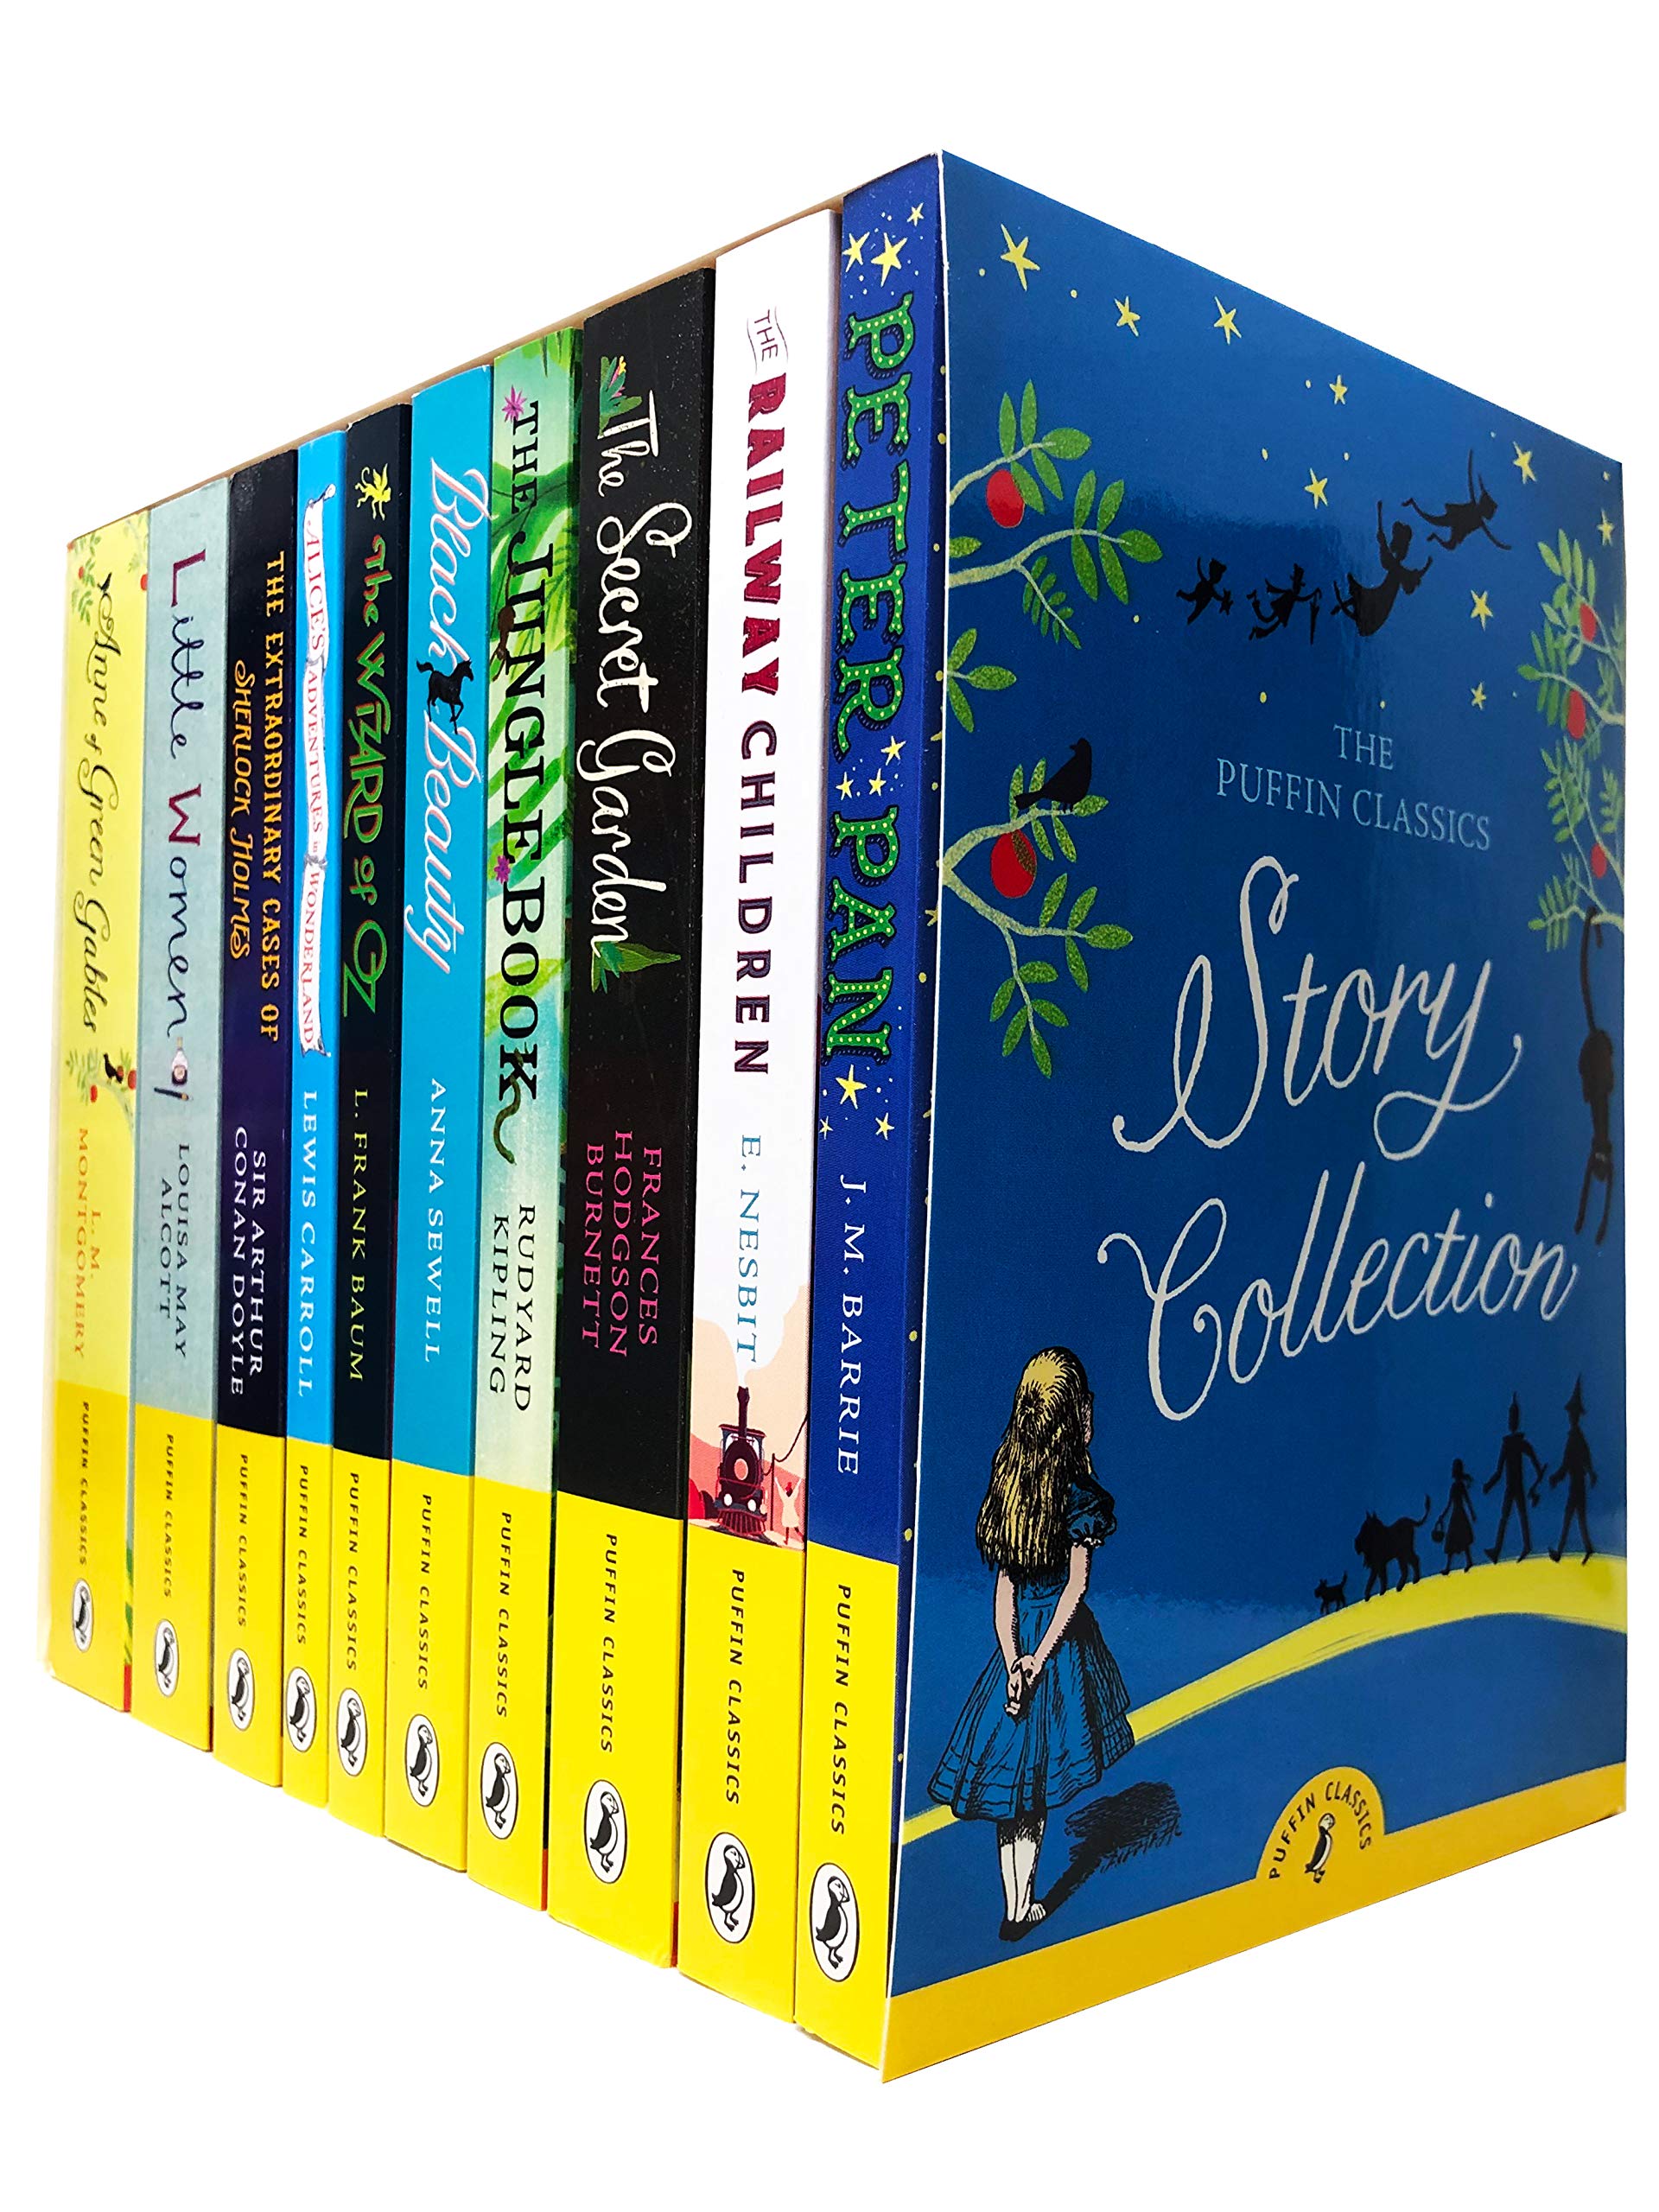 Anne of Green Gables
L. M.
MONTGOMERY
PUFFIN CLASSICS
Little Women
LOUISA MAY
ALCOTT
PUFFIN CLASSICS
THE EXTRAORDINARY CASES OF
SHERLOCK HOLMES
SIR ARTHUR
CONAN DOYLE
PUFFIN CLASSICS
ALICE'S ADVENTURES in WONDERLAND
LEWIS CARROLL
PUFFIN CLASSICS
The WIZARD OF OZ
L. FRANK BAUM
PUFFIN CLASSICS
Black Beauty
ANNA SEWELL
PUFFIN CLASSICS
THE JUNGLE BOOK
RUDYARD
KIPLING
PUFFIN CLASSICS
The Secret Garden
FRANCES
HODGSON
BURNETT
PUFFIN CLASSICS
THE RAILWAY CHILDREN
E. NESBIT
PUFFIN CLASSICS
PETER PAN
J. M. BARRIE
PUFFIN CLASSICS
THE
PUFFIN CLASSICS
Story
Collection
PUFFIN CLASSICS